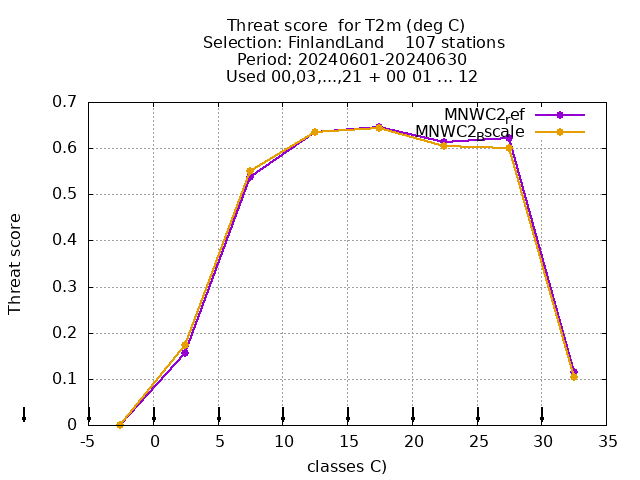 Threat score  for T2m (deg C)
Selection: FinlandLand    107 stations
Period: 20240601-20240630
Used 00,03,...,21 + 00 01 ... 12
MNWC2ref
MNWC2Bscale
0.7
0.6
0.5
0.4
0.3
0.2
0.1
0
Threat score
-5 0 5 10 15 20 25 30 35
classes C)